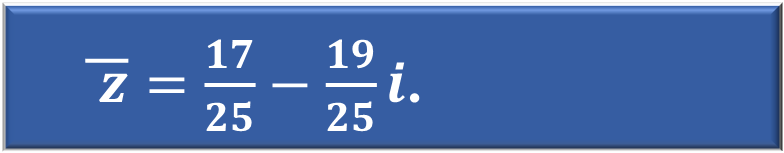 z̅ = 17/25 − 19/25 i.